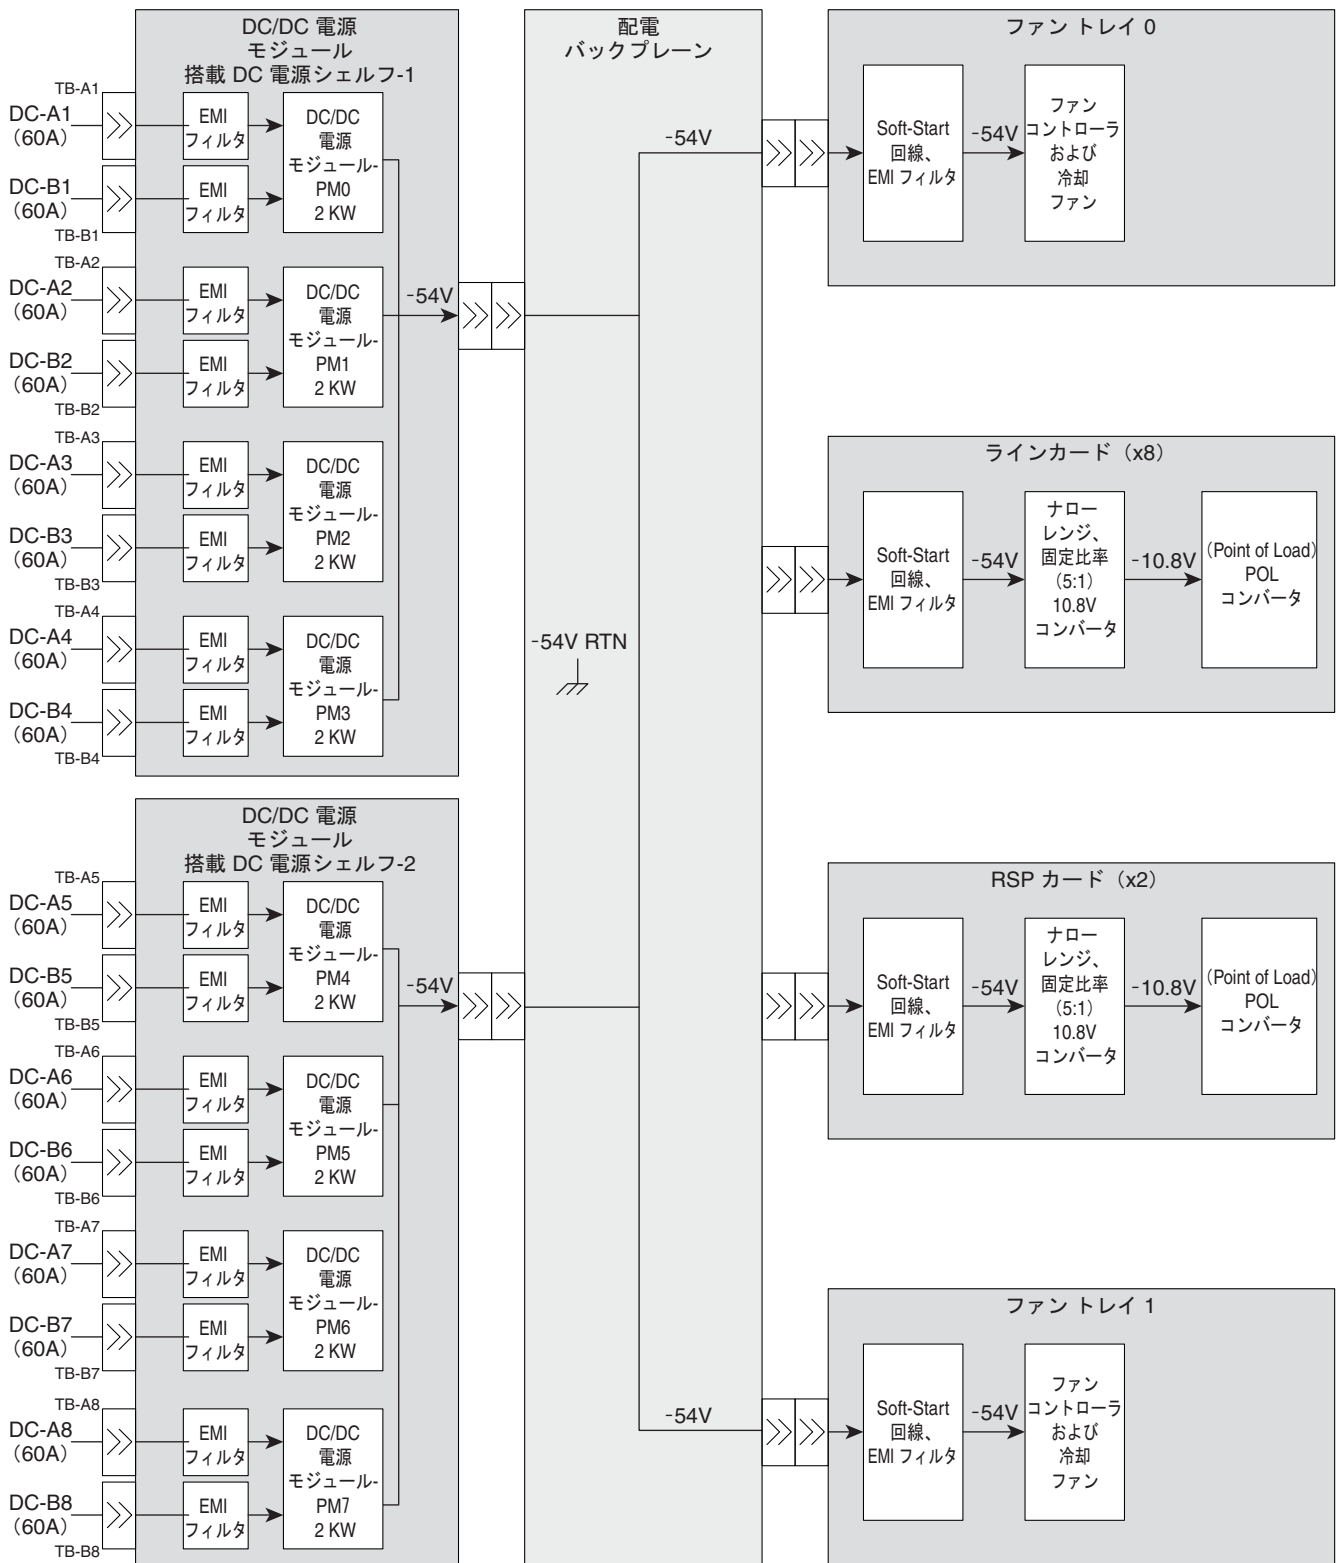 DC/DC 電源
モジュール
搭載 DC 電源シェルフ-1
TB-A1
DC-A1
（60A）
EMI
フィルタ
DC-B1
（60A）
TB-B1
EMI
フィルタ
DC/DC
電源
モジュール-
PM0
2 KW
TB-A2
DC-A2
（60A）
EMI
フィルタ
DC-B2
（60A）
TB-B2
EMI
フィルタ
DC/DC
電源
モジュール-
PM1
2 KW
-54V
TB-A3
DC-A3
（60A）
EMI
フィルタ
DC-B3
（60A）
TB-B3
EMI
フィルタ
DC/DC
電源
モジュール-
PM2
2 KW
TB-A4
DC-A4
（60A）
EMI
フィルタ
DC-B4
（60A）
TB-B4
EMI
フィルタ
DC/DC
電源
モジュール-
PM3
2 KW
DC/DC 電源
モジュール
搭載 DC 電源シェルフ-2
TB-A5
DC-A5
（60A）
EMI
フィルタ
DC-B5
（60A）
TB-B5
EMI
フィルタ
DC/DC
電源
モジュール-
PM4
2 KW
-54V
TB-A6
DC-A6
（60A）
EMI
フィルタ
DC-B6
（60A）
TB-B6
EMI
フィルタ
DC/DC
電源
モジュール-
PM5
2 KW
TB-A7
DC-A7
（60A）
EMI
フィルタ
DC-B7
（60A）
TB-B7
EMI
フィルタ
DC/DC
電源
モジュール-
PM6
2 KW
TB-A8
DC-A8
（60A）
EMI
フィルタ
DC-B8
（60A）
TB-B8
EMI
フィルタ
DC/DC
電源
モジュール-
PM7
2 KW
配電
バックプレーン
-54V
-54V RTN
-54V
ファン トレイ 0
Soft-Start
回線、
EMI フィルタ
-54V
ファン
コントローラ
および
冷却
ファン
ラインカード（x8）
Soft-Start
回線、
EMI フィルタ
-54V
ナロー
レンジ、
固定比率
（5:1）
10.8V
コンバータ
-10.8V
(Point of Load)
POL
コンバータ
RSP カード（x2）
Soft-Start
回線、
EMI フィルタ
-54V
ナロー
レンジ、
固定比率
（5:1）
10.8V
コンバータ
-10.8V
(Point of Load)
POL
コンバータ
ファン トレイ 1
Soft-Start
回線、
EMI フィルタ
-54V
ファン
コントローラ
および
冷却
ファン